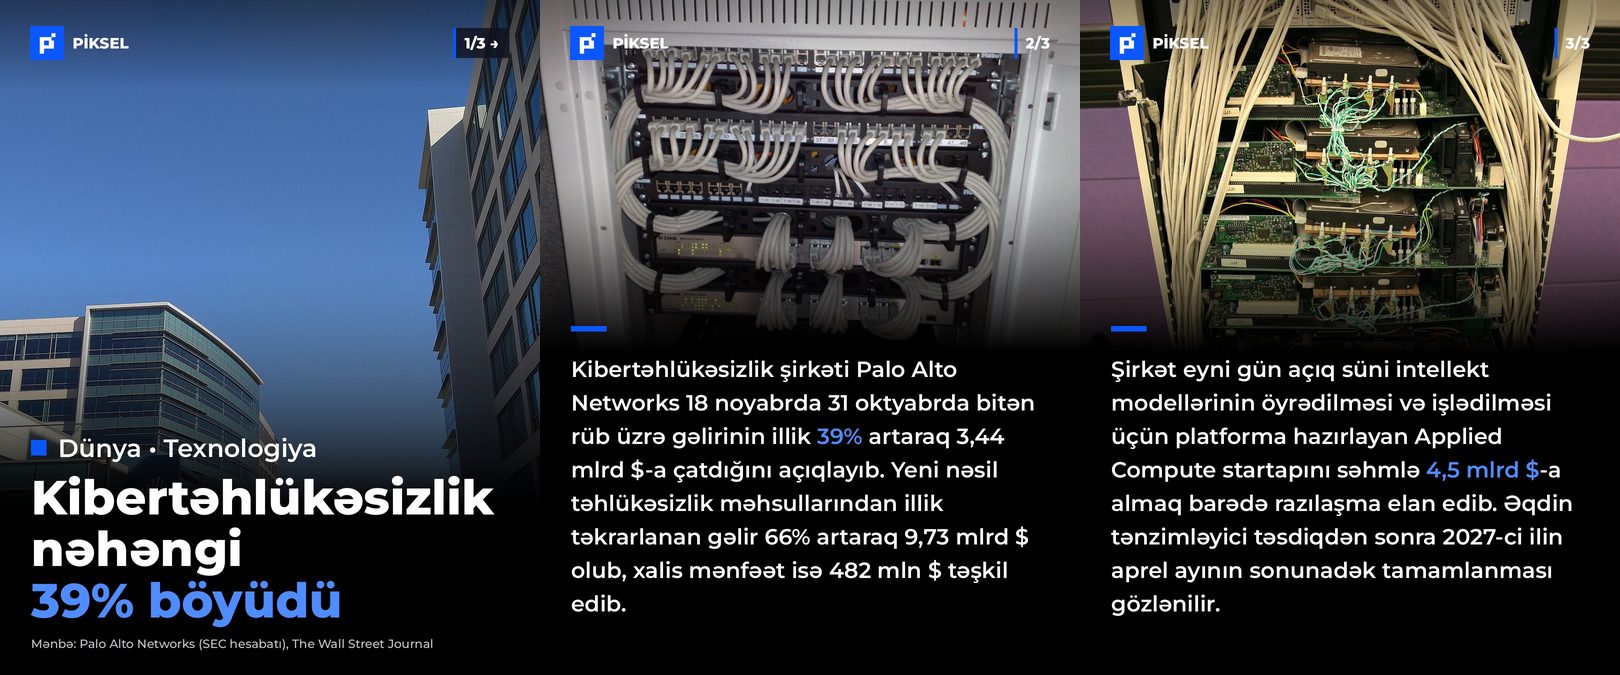 PİKSEL
1/3 →
Dünya • Texnologiya
Kibertəhlükəsizlik
nəhəngi
39% böyüdü
Mənbə: Palo Alto Networks (SEC hesabatı), The Wall Street Journal
PİKSEL
2/3
Kibertəhlükəsizlik şirkəti Palo Alto
Networks 18 noyabrda 31 oktyabrda bitən
rüb üzrə gəlirinin illik 39% artaraq 3,44
mlrd $-a çatdığını açıqlayıb. Yeni nəsil
təhlükəsizlik məhsullarından illik
təkrarlanan gəlir 66% artaraq 9,73 mlrd $
olub, xalis mənfəət isə 482 mln $ təşkil
edib.
PİKSEL
3/3
Şirkət eyni gün açıq süni intellekt
modellərinin öyrədilməsi və işlədilməsi
üçün platforma hazırlayan Applied
Compute startapını səhmlə 4,5 mlrd $-a
almaq barədə razılaşma elan edib. Əqdin
tənzimləyici təsdiqdən sonra 2027-ci ilin
aprel ayının sonunadək tamamlanması
gözlənilir.